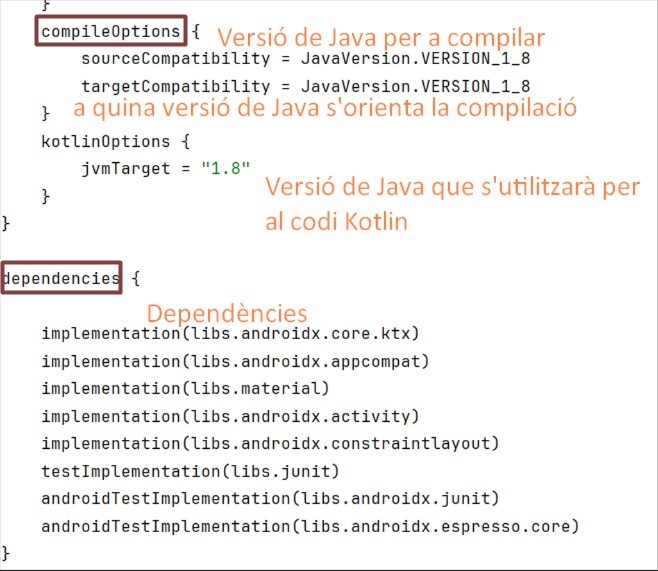 }
compileOptions { Versió de Java per a compilar
sourceCompatibility = JavaVersion.VERSION_1_8
targetCompatibility = JavaVersion.VERSION_1_8
} a quina versió de Java s'orienta la compilació
kotlinOptions {
jvmTarget = "1.8"
Versió de Java que s'utilitzarà per
}
al codi Kotlin
}
dependencies {
Dependències
implementation(libs.androidx.core.ktx)
implementation(libs.androidx.appcompat)
implementation(libs.material)
implementation(libs.androidx.activity)
implementation(libs.androidx.constraintlayout)
testImplementation(libs.junit)
androidTestImplementation(libs.androidx.junit)
androidTestImplementation(libs.androidx.espresso.core)
}